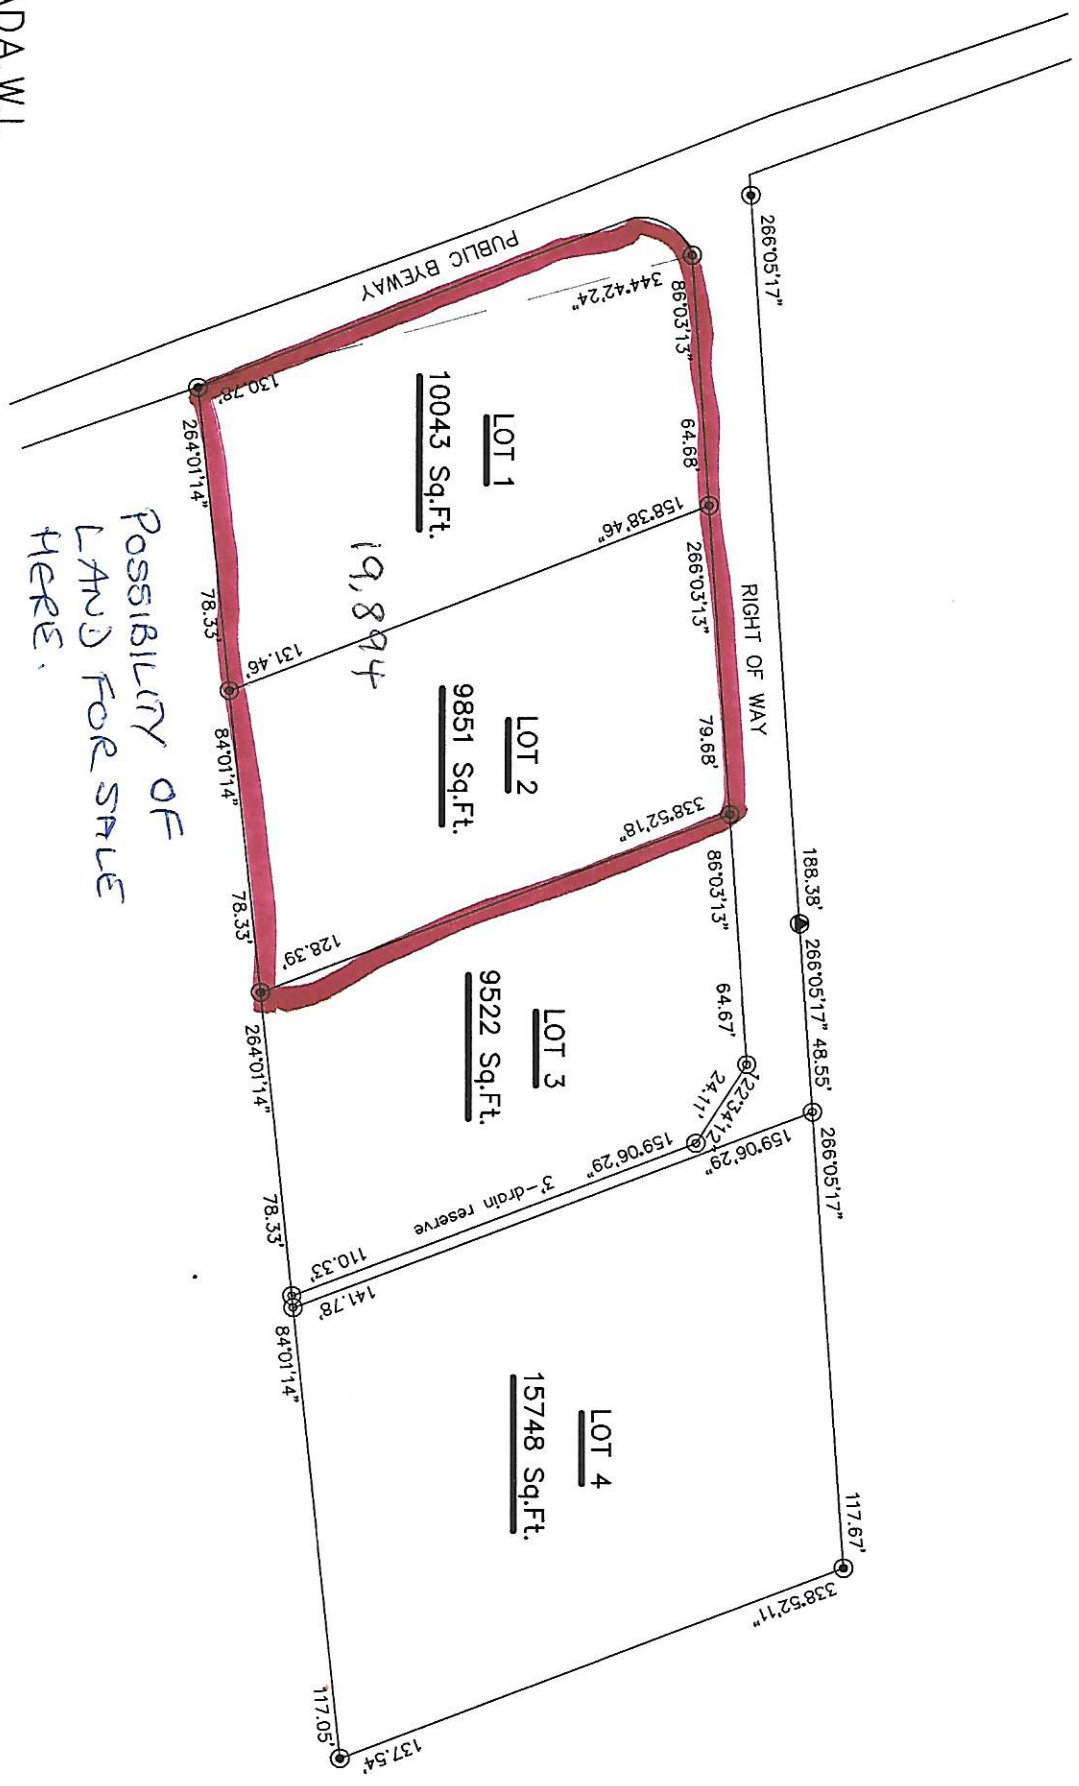 ADA W.I.
PUBLIC BYEWAY
RIGHT OF WAY
266°05'17"
188.38'
266°05'17" 48.55'
266°05'17"
117.67'
338°52'11"
137.54'
117.05'
84°01'14"
LOT 1
10043 Sq.Ft.
344°42'24"
130.78'
86°03'13"
64.68'
158°38'46"
131.46'
264°01'14"
78.33'
19,894
LOT 2
9851 Sq.Ft.
266°03'13"
79.68'
338°52'18"
128.39'
84°01'14"
78.33'
LOT 3
9522 Sq.Ft.
86°03'13"
64.67'
122°34'12"
24.11'
159°06'29"
110.33'
3'-drain reserve
159°06'29"
141.78'
264°01'14"
78.33'
LOT 4
15748 Sq.Ft.
POSSIBILITY OF
LAND FOR SALE
HERE.